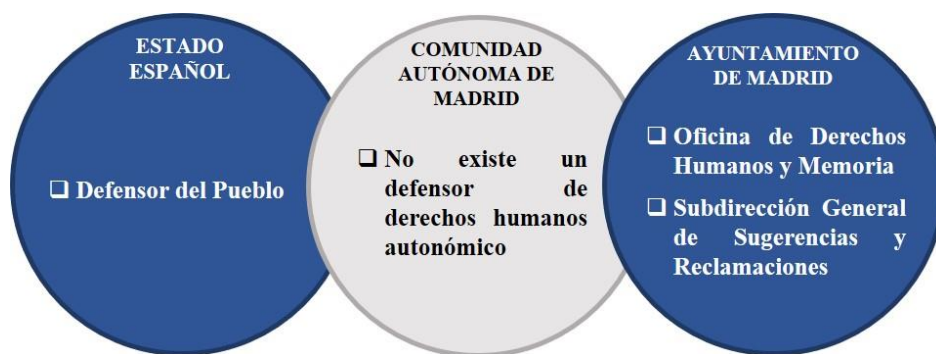 ESTADO
ESPAÑOL
❑ Defensor del Pueblo
COMUNIDAD
AUTÓNOMA DE
MADRID
❑ No existe un
defensor de
derechos humanos
autonómico
AYUNTAMIENTO
DE MADRID
❑ Oficina de Derechos
Humanos y Memoria
❑ Subdirección General
de Sugerencias y
Reclamaciones